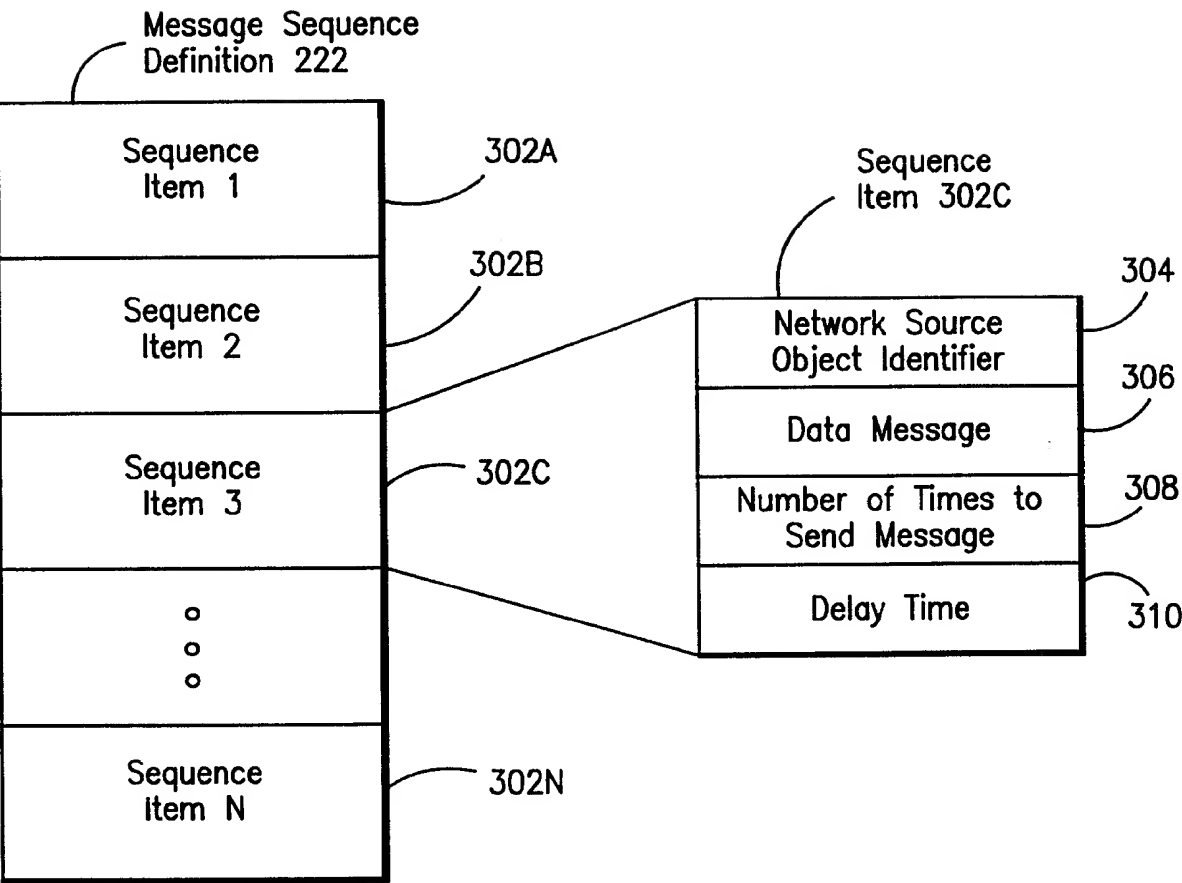 Message Sequence
Definition 222
Sequence
Item 1
302A
Sequence
Item 2
302B
Sequence
Item 3
302C
Sequence
Item N
302N
Sequence
Item 302C
Network Source
Object Identifier
304
Data Message
306
Number of Times to
Send Message
308
Delay Time
310